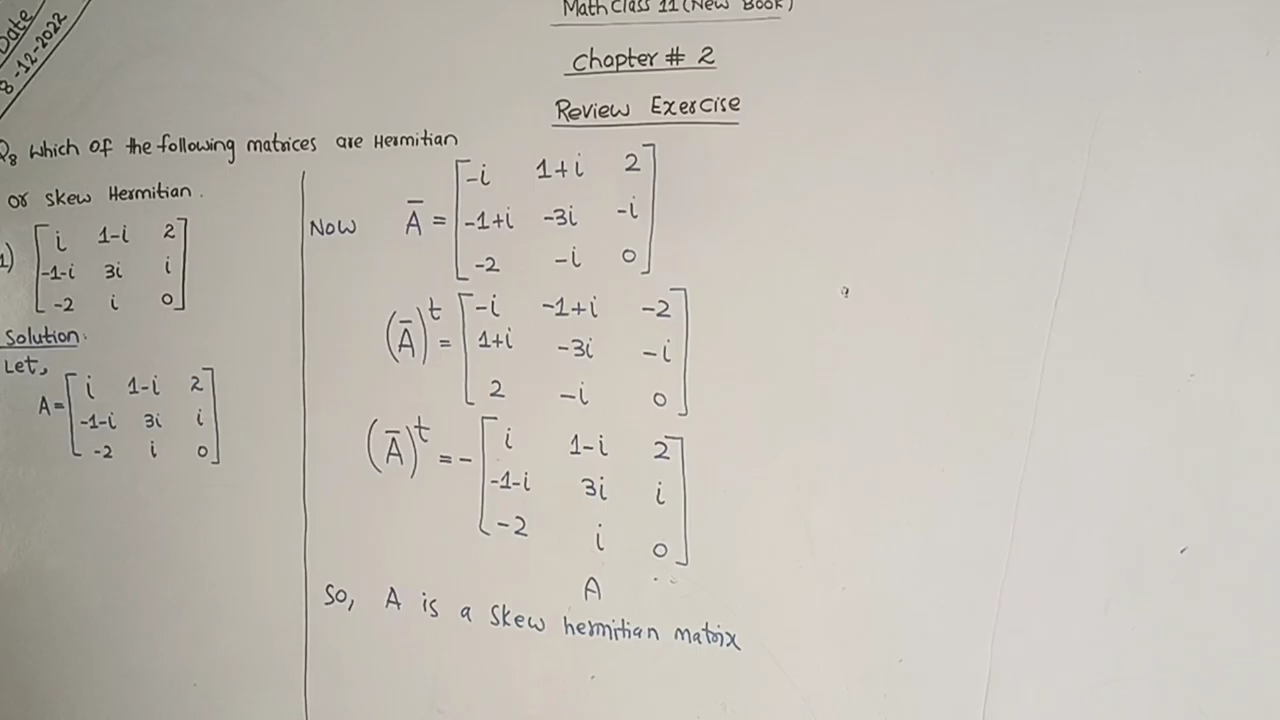 Date
8-12-2022
Math Class 11 (New Book)
Chapter # 2
Review Exercise
Q8 Which of the following matrices are Hermitian
or skew Hermitian.
1) [i 1-i 2
-1-i 3i i
-2 i 0]
Solution:
Let,
A = [i 1-i 2
-1-i 3i i
-2 i 0]
Now A̅ = [-i 1+i 2
-1+i -3i -i
-2 -i 0]
(A̅)ᵗ = [-i -1+i -2
1+i -3i -i
2 -i 0]
(A̅)ᵗ = - [i 1-i 2
-1-i 3i i
-2 i 0]
A
So, A is a skew hermitian matrix